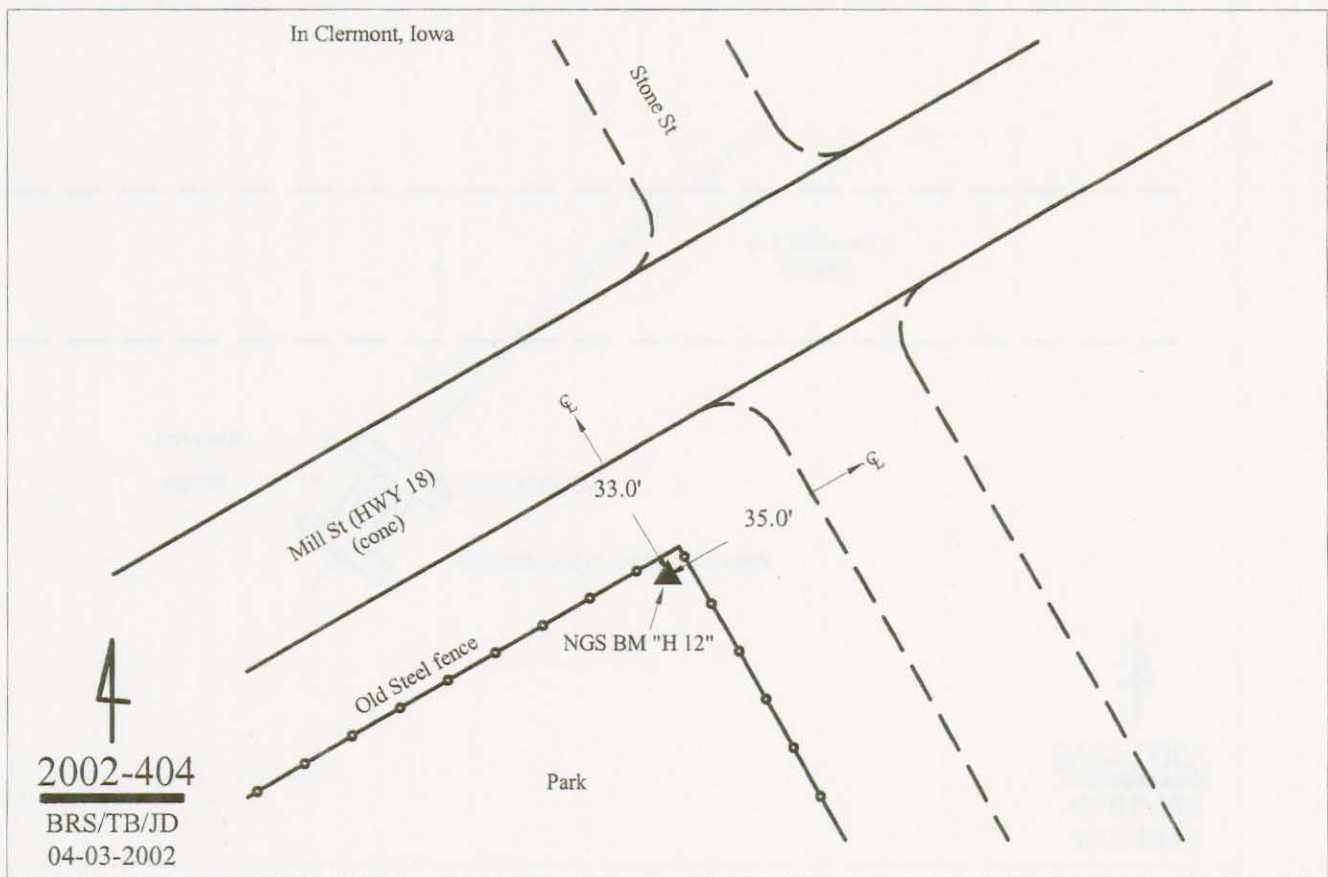 In Clermont, Iowa
Stone St
℄
℄
33.0'
35.0'
Mill St (HWY 18)
(conc)
NGS BM "H 12"
Old Steel fence
Park
2002-404
BRS/TB/JD
04-03-2002